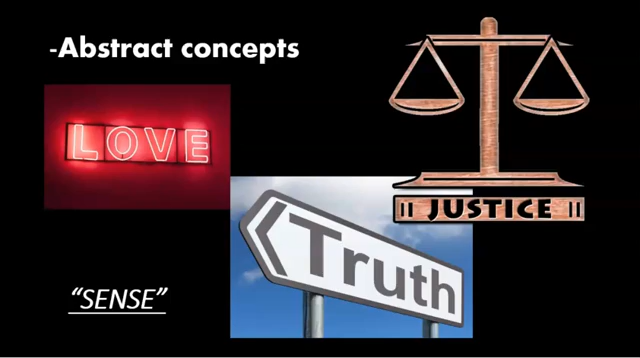 -Abstract concepts
LOVE
Truth
JUSTICE
"SENSE"